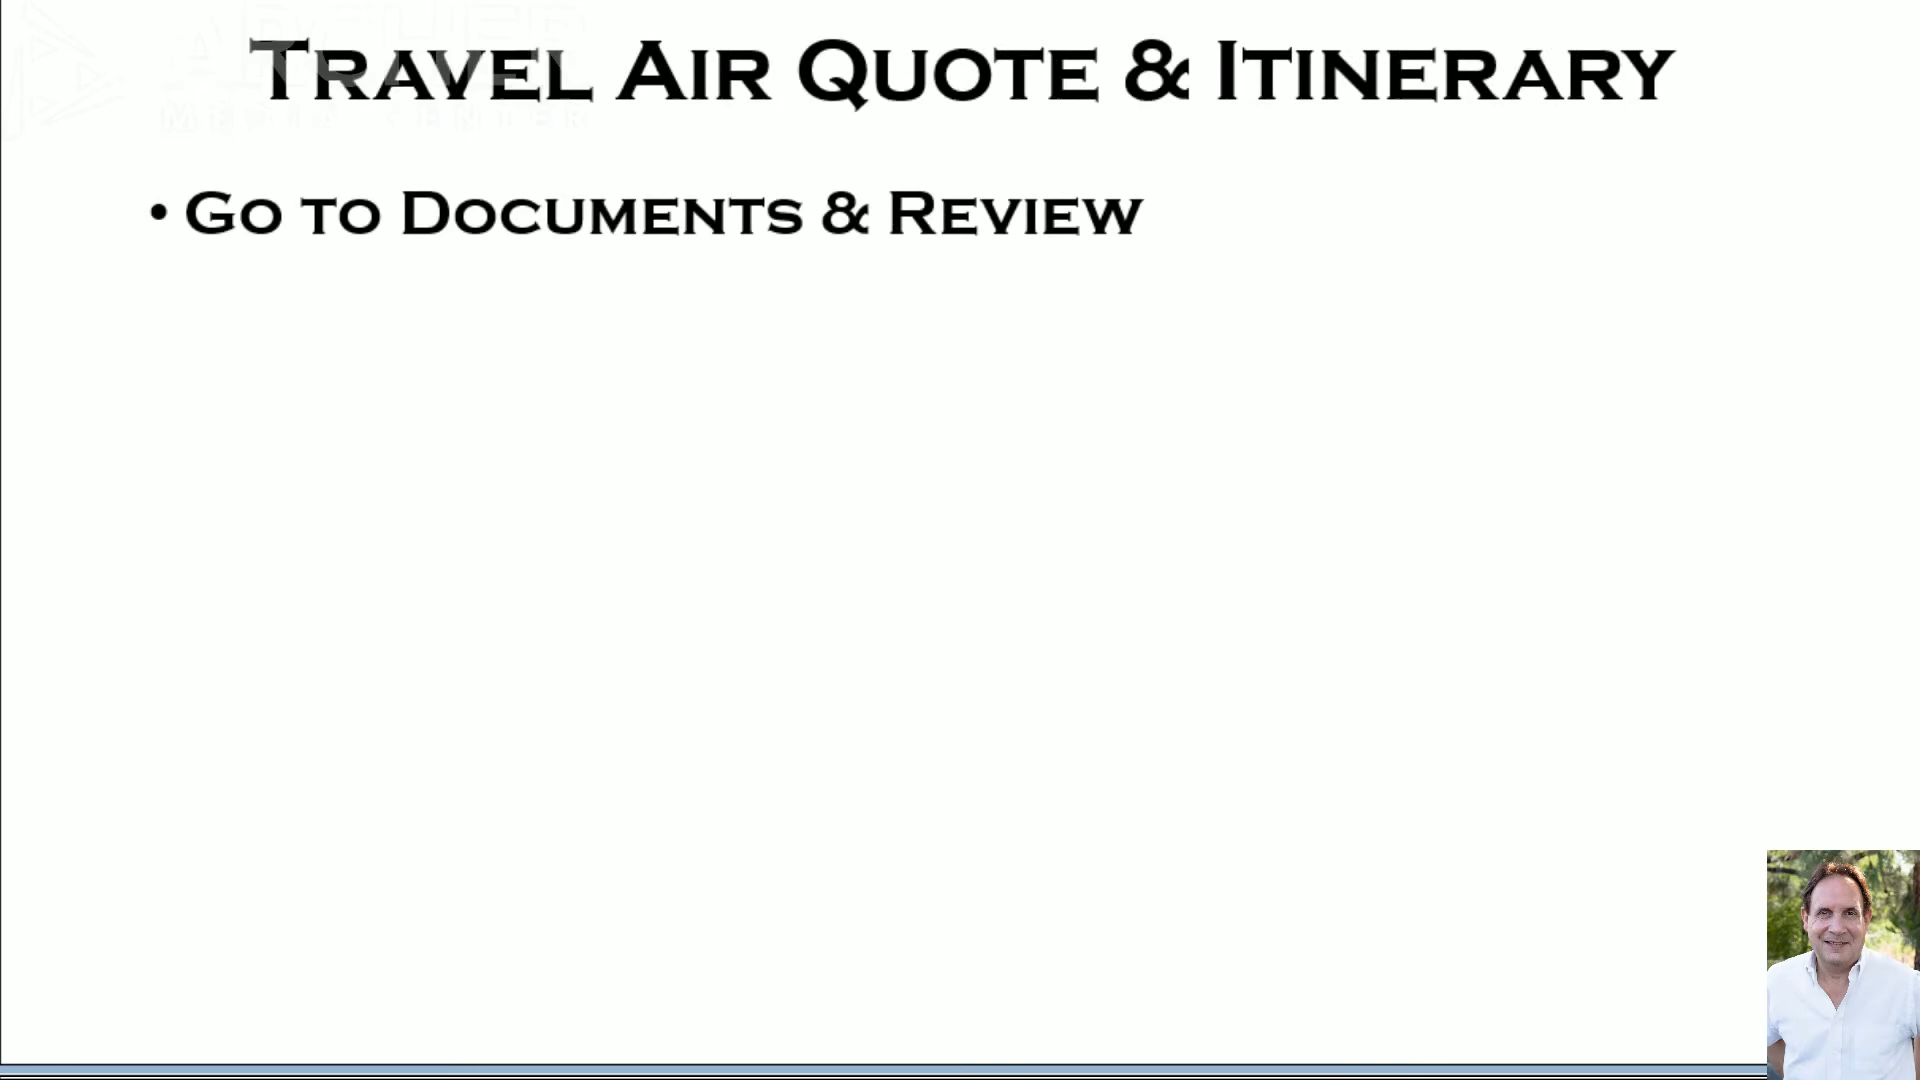 Travel Air Quote & Itinerary
• Go to Documents & Review